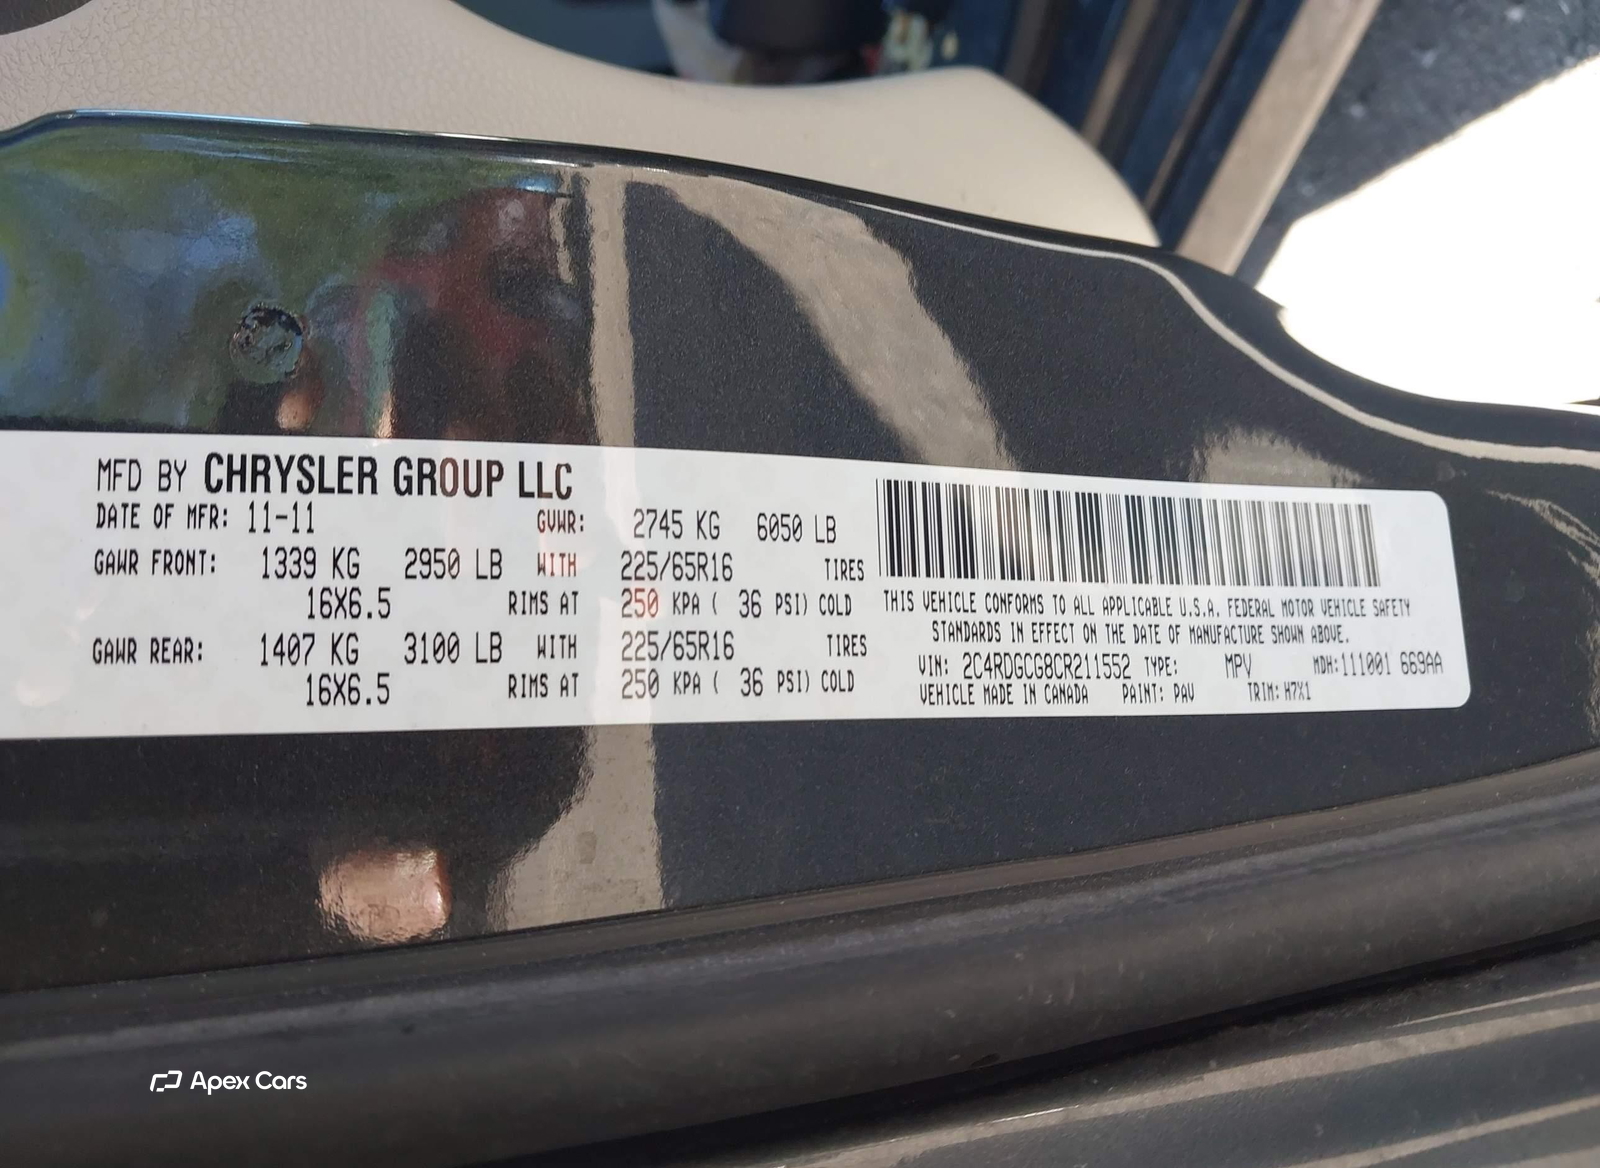 MFD BY CHRYSLER GROUP LLC
DATE OF MFR: 11-11 GVWR: 2745 KG 6050 LB
GAWR FRONT: 1339 KG 2950 LB WITH 225/65R16 TIRES
16X6.5 RIMS AT 250 KPA ( 36 PSI) COLD
GAWR REAR: 1407 KG 3100 LB WITH 225/65R16 TIRES
16X6.5 RIMS AT 250 KPA ( 36 PSI) COLD
THIS VEHICLE CONFORMS TO ALL APPLICABLE U.S.A. FEDERAL MOTOR VEHICLE SAFETY
STANDARDS IN EFFECT ON THE DATE OF MANUFACTURE SHOWN ABOVE.
VIN: 2C4RDGCG8CR211552 TYPE: MPV MDH:111001 669AA
VEHICLE MADE IN CANADA PAINT: PAV TRIM: H7X1
Apex Cars